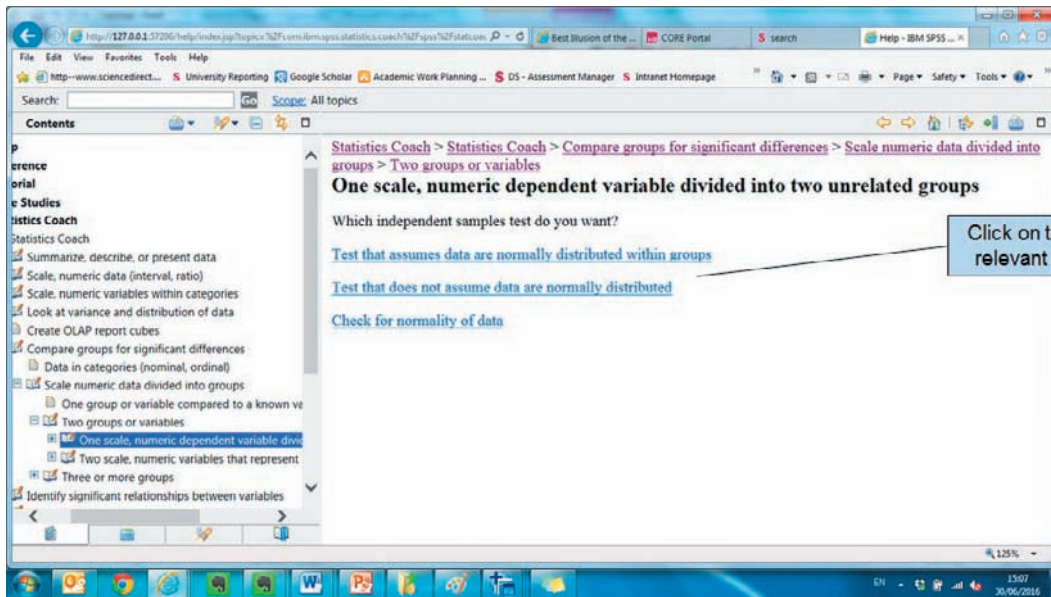 http://127.0.0.1:57206/help/index.jsp?topic=%2Fcom.ibm.spss.statistics.coach%2Fspss%2Fstatcoac
Best Illusion of the ...
CORE Portal
S search
Help - IBM SPSS ...
File Edit View Favorites Tools Help
http--www.sciencedirect....
University Reporting
Google Scholar
Academic Work Planning ...
DS - Assessment Manager
Intranet Homepage
Page Safety Tools
Search:
Go
Scope: All topics
Contents
p
erence
orial
e Studies
tistics Coach
Statistics Coach
Summarize, describe, or present data
Scale, numeric data (interval, ratio)
Scale, numeric variables within categories
Look at variance and distribution of data
Create OLAP report cubes
Compare groups for significant differences
Data in categories (nominal, ordinal)
Scale numeric data divided into groups
One group or variable compared to a known va
Two groups or variables
One scale, numeric dependent variable divid
Two scale, numeric variables that represent
Three or more groups
Identify significant relationships between variables
Statistics Coach > Statistics Coach > Compare groups for significant differences > Scale numeric data divided into
groups > Two groups or variables
One scale, numeric dependent variable divided into two unrelated groups
Which independent samples test do you want?
Test that assumes data are normally distributed within groups
Test that does not assume data are normally distributed
Check for normality of data
Click on t
relevant
125%
EN
15:07
30/06/2016